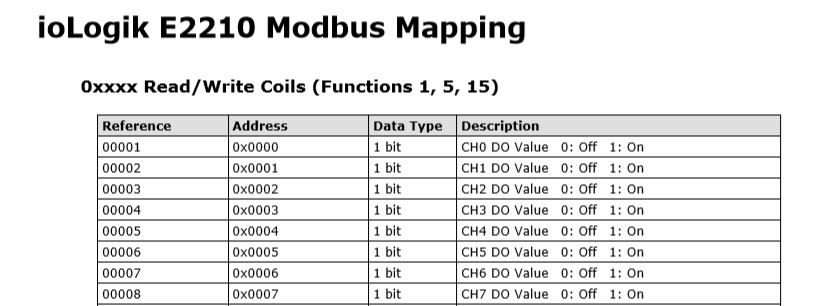 ioLogik E2210 Modbus Mapping
0xxxx Read/Write Coils (Functions 1, 5, 15)
Reference Address Data Type Description
00001 0x0000 1 bit CH0 DO Value 0: Off 1: On
00002 0x0001 1 bit CH1 DO Value 0: Off 1: On
00003 0x0002 1 bit CH2 DO Value 0: Off 1: On
00004 0x0003 1 bit CH3 DO Value 0: Off 1: On
00005 0x0004 1 bit CH4 DO Value 0: Off 1: On
00006 0x0005 1 bit CH5 DO Value 0: Off 1: On
00007 0x0006 1 bit CH6 DO Value 0: Off 1: On
00008 0x0007 1 bit CH7 DO Value 0: Off 1: On